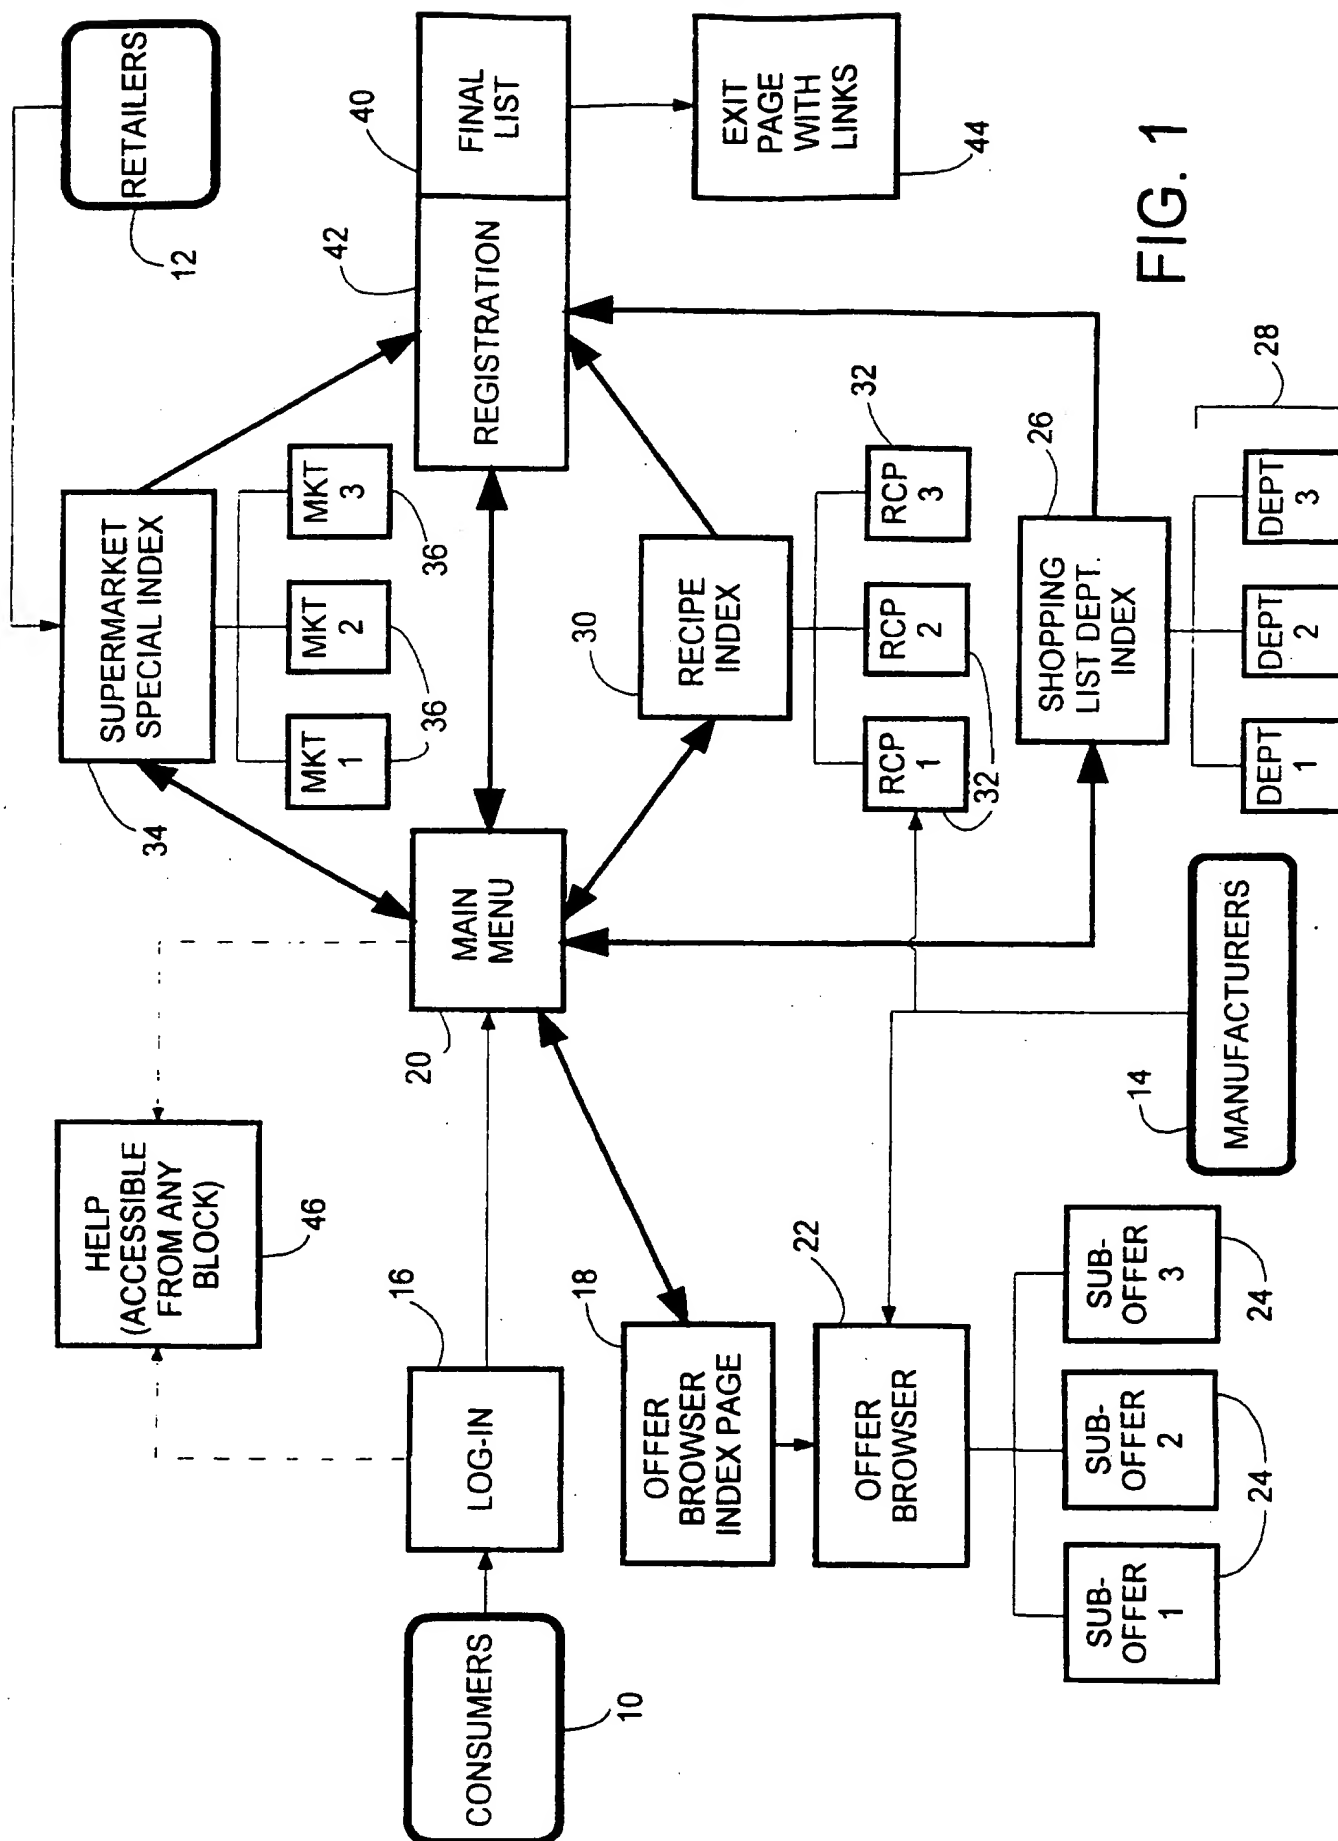 RETAILERS
12
SUPERMARKET
SPECIAL INDEX
34
MKT
1
MKT
2
MKT
3
36
36
HELP
(ACCESSIBLE
FROM ANY
BLOCK)
46
CONSUMERS
10
LOG-IN
16
MAIN
MENU
20
REGISTRATION
42
FINAL
LIST
40
EXIT
PAGE
WITH
LINKS
44
OFFER
BROWSER
INDEX PAGE
18
RECIPE
INDEX
30
OFFER
BROWSER
22
RCP
1
RCP
2
RCP
3
32
32
SUB-
OFFER
1
SUB-
OFFER
2
SUB-
OFFER
3
24
24
SHOPPING
LIST DEPT.
INDEX
26
MANUFACTURERS
14
DEPT
1
DEPT
2
DEPT
3
28
FIG. 1